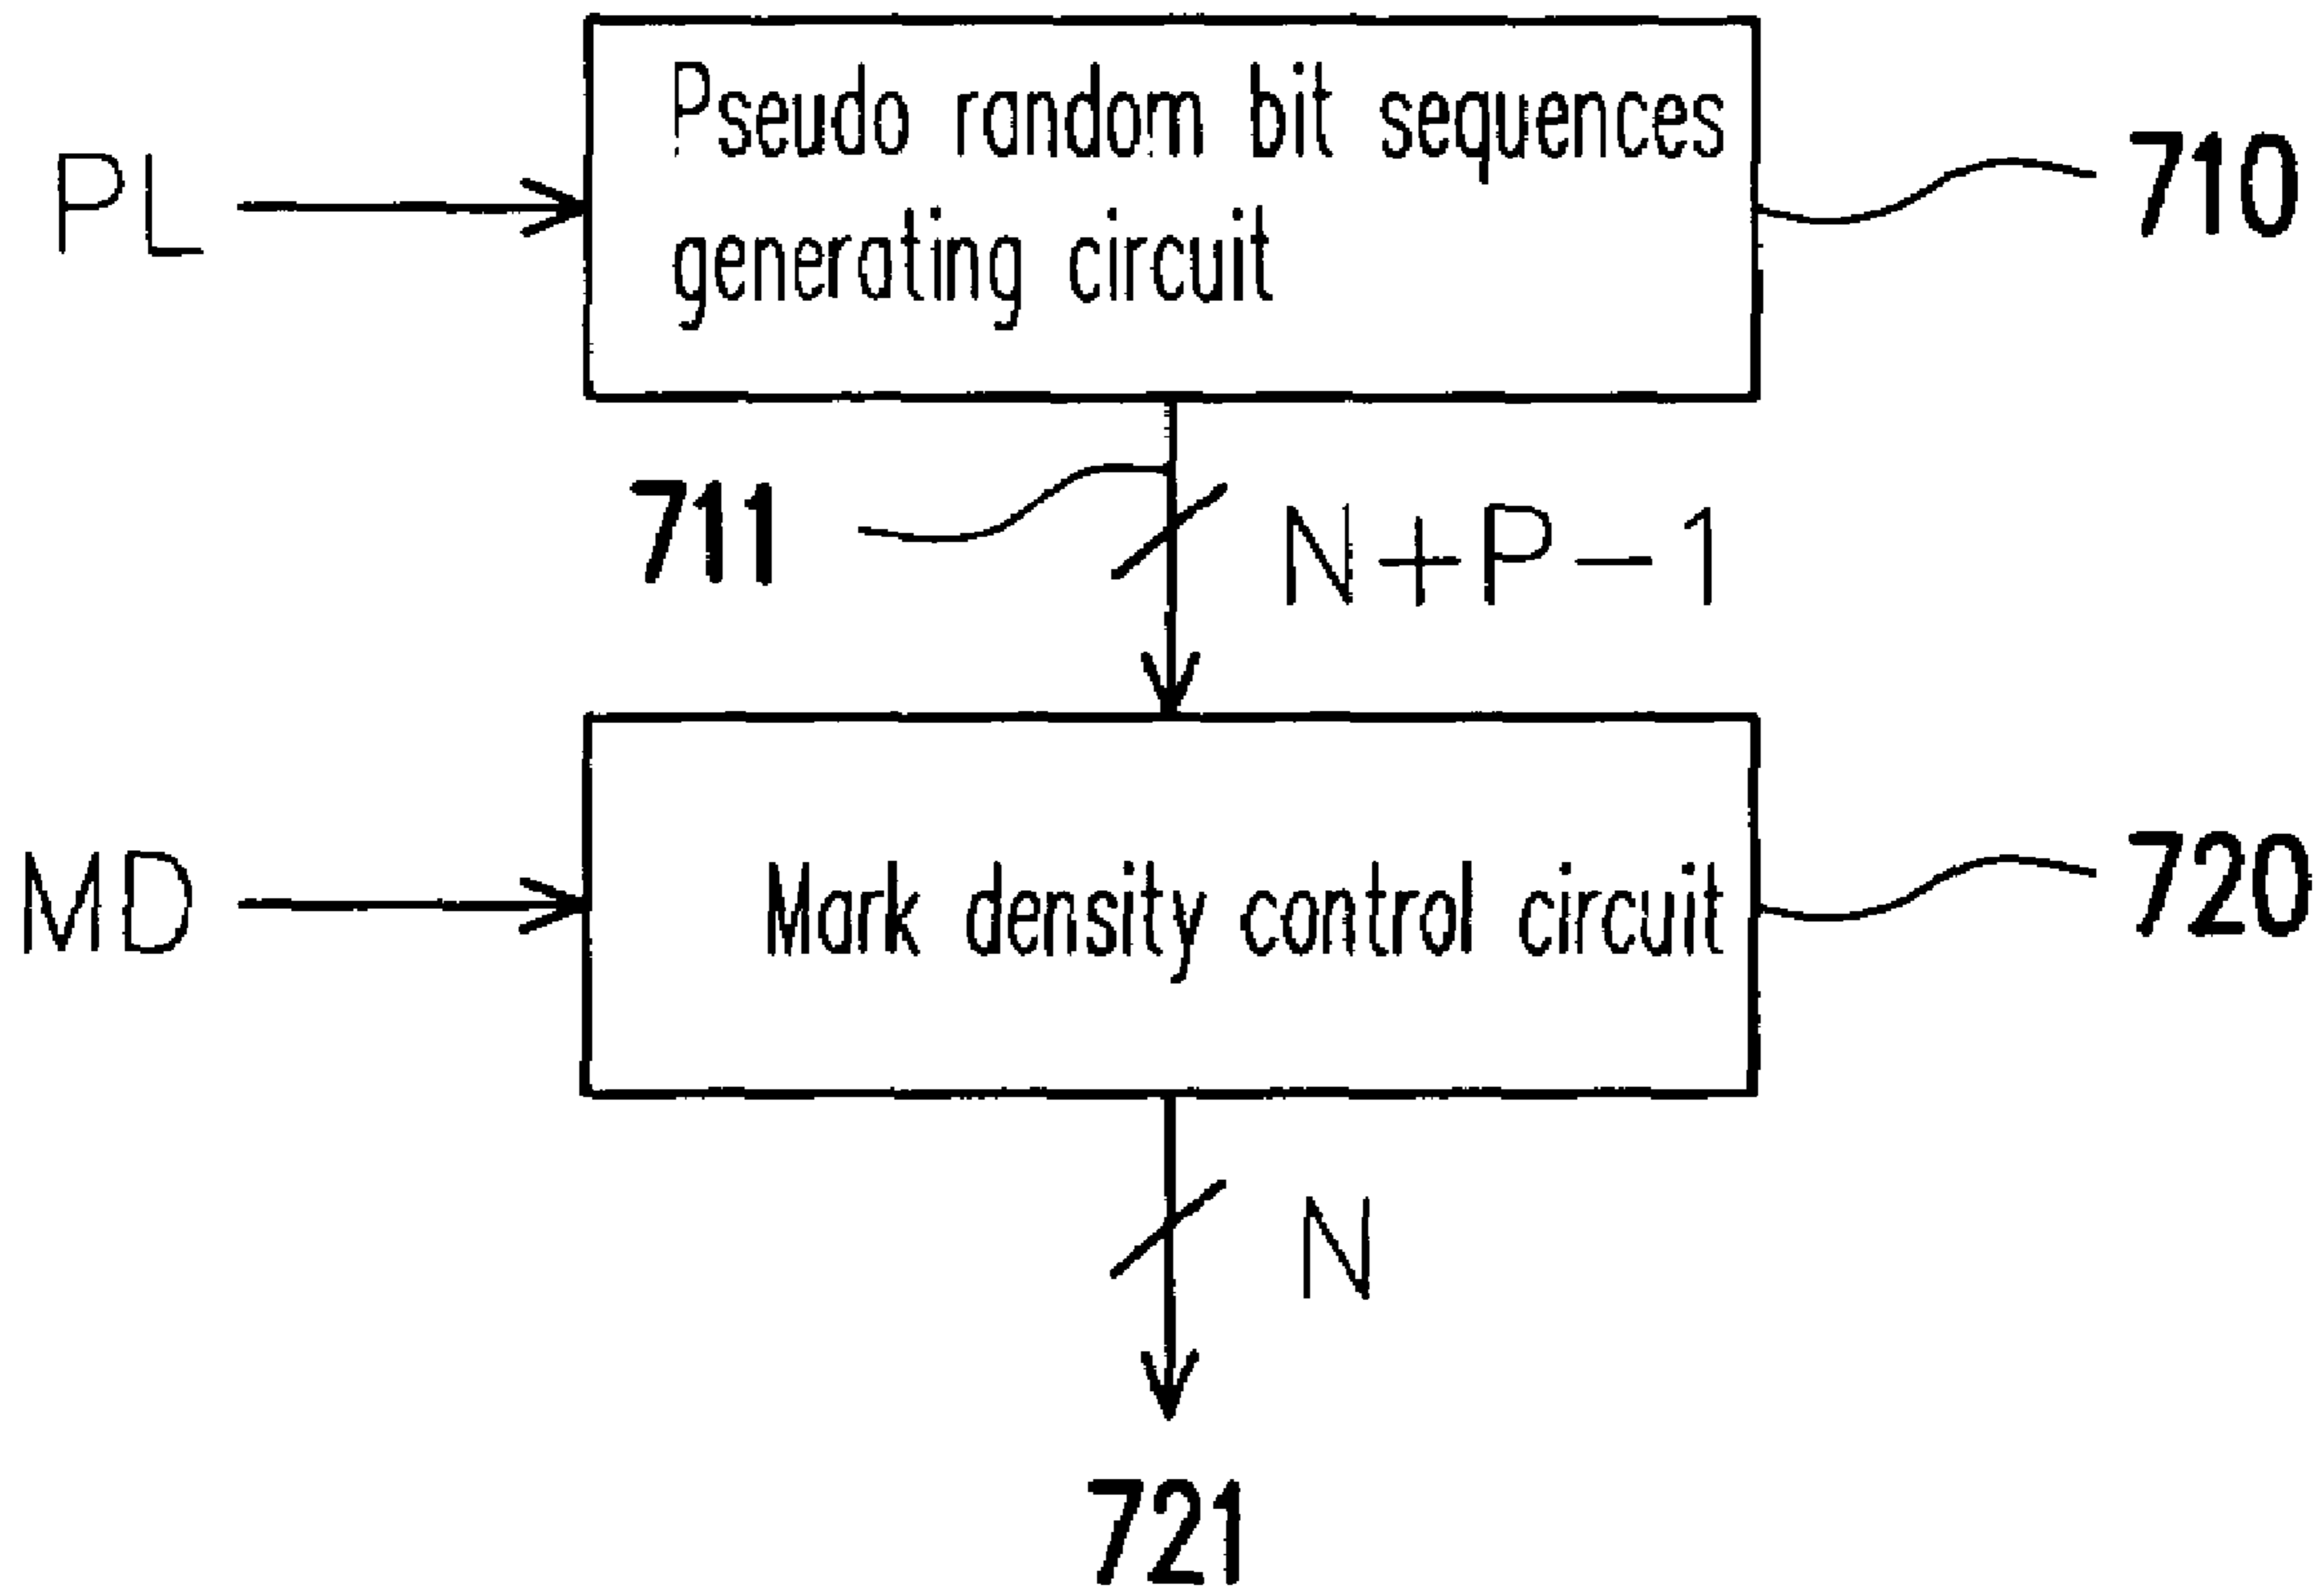 Pseudo random bit sequences
generating circuit
PL
710
711
N+P-1
MD
Mark density control circuit
720
N
721